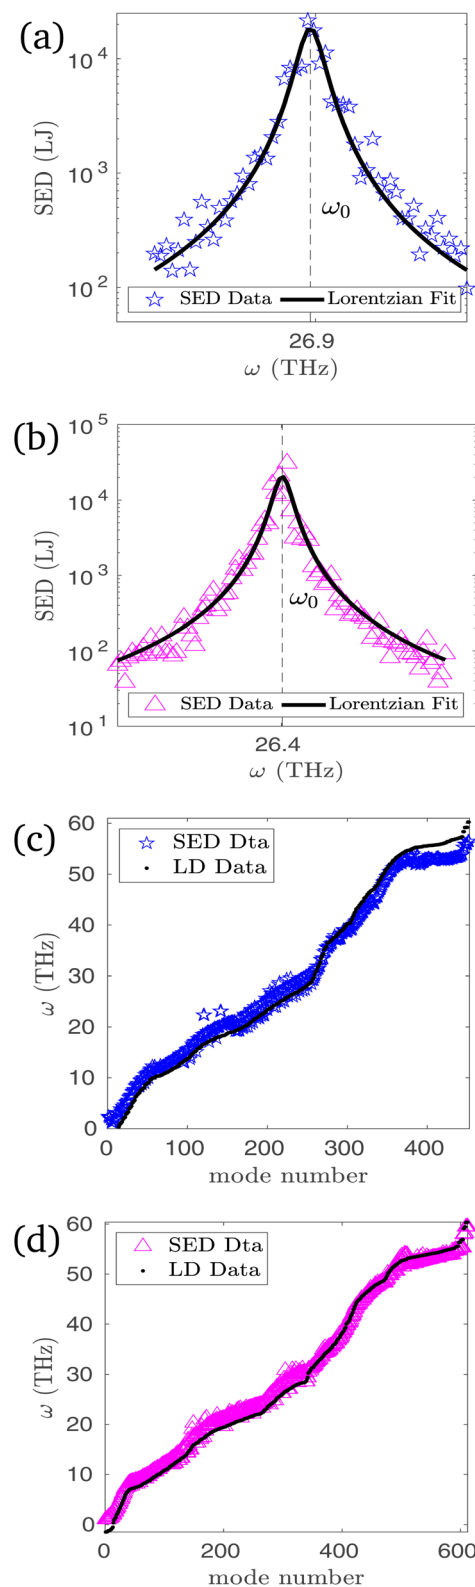 (a)
10^4
10^3
10^2
SED (LJ)
ω_0
SED Data
Lorentzian Fit
26.9
ω (THz)
(b)
10^5
10^4
10^3
10^2
10^1
SED (LJ)
ω_0
SED Data
Lorentzian Fit
26.4
ω (THz)
(c)
60
50
40
30
20
10
0
ω (THz)
SED Dta
LD Data
0 100 200 300 400
mode number
(d)
60
50
40
30
20
10
0
ω (THz)
SED Dta
LD Data
0 200 400 600
mode number